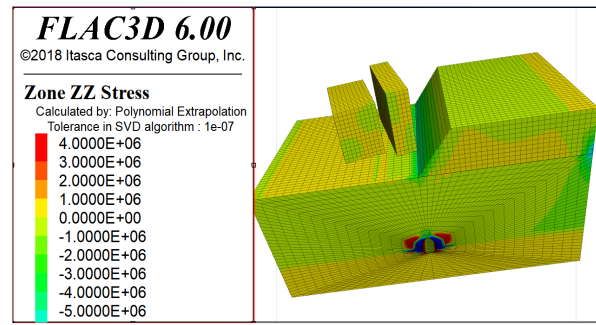 FLAC3D 6.00
©2018 Itasca Consulting Group, Inc.
Zone ZZ Stress
Calculated by: Polynomial Extrapolation
Tolerance in SVD algorithm : 1e-07
4.0000E+06
3.0000E+06
2.0000E+06
1.0000E+06
0.0000E+00
-1.0000E+06
-2.0000E+06
-3.0000E+06
-4.0000E+06
-5.0000E+06